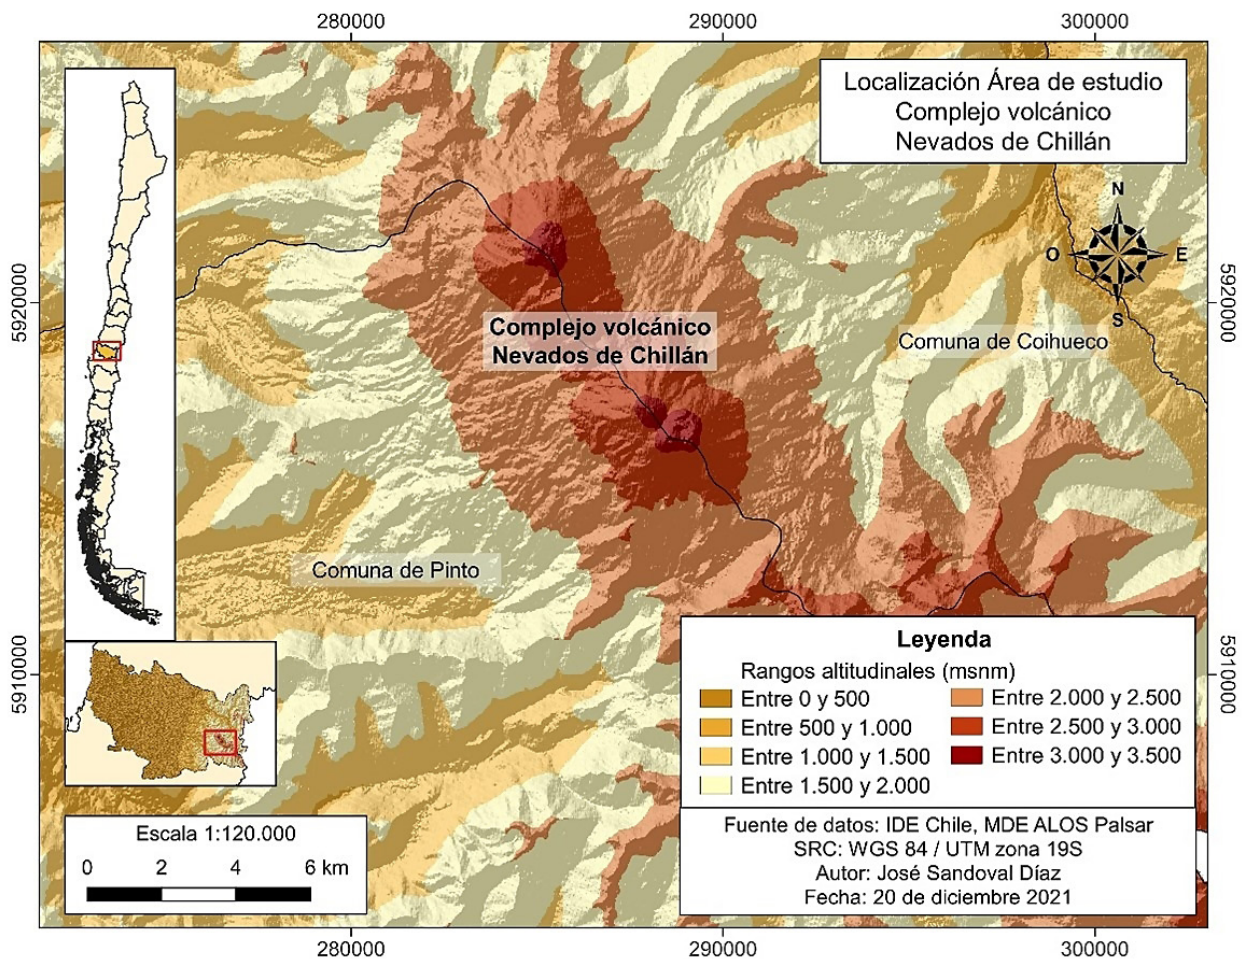 280000
290000
300000
Localización Área de estudio
Complejo volcánico
Nevados de Chillán
N
O
E
S
5920000
5900000
Complejo volcánico
Nevados de Chillán
Comuna de Coihueco
Comuna de Pinto
5910000
5910000
Leyenda
Rangos altitudinales (msnm)
Entre 0 y 500
Entre 500 y 1.000
Entre 1.000 y 1.500
Entre 1.500 y 2.000
Entre 2.000 y 2.500
Entre 2.500 y 3.000
Entre 3.000 y 3.500
Escala 1:120.000
0 2 4 6 km
Fuente de datos: IDE Chile, MDE ALOS Palsar
SRC: WGS 84 / UTM zona 19S
Autor: José Sandoval Díaz
Fecha: 20 de diciembre 2021
280000
290000
300000